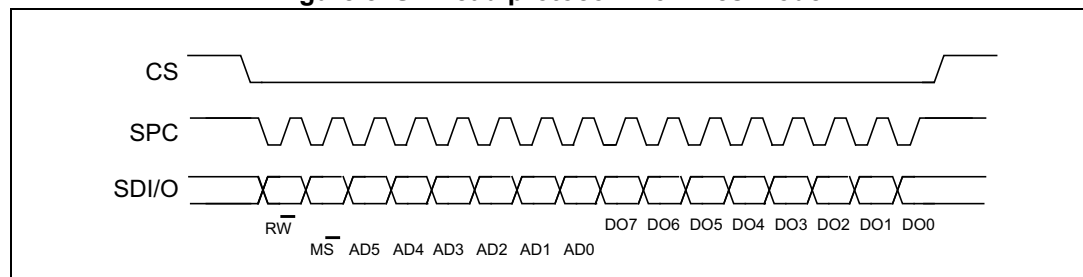 CS
SPC
SDI/O
RW
DO7 DO6 DO5 DO4 DO3 DO2 DO1 DO0
MS AD5 AD4 AD3 AD2 AD1 AD0